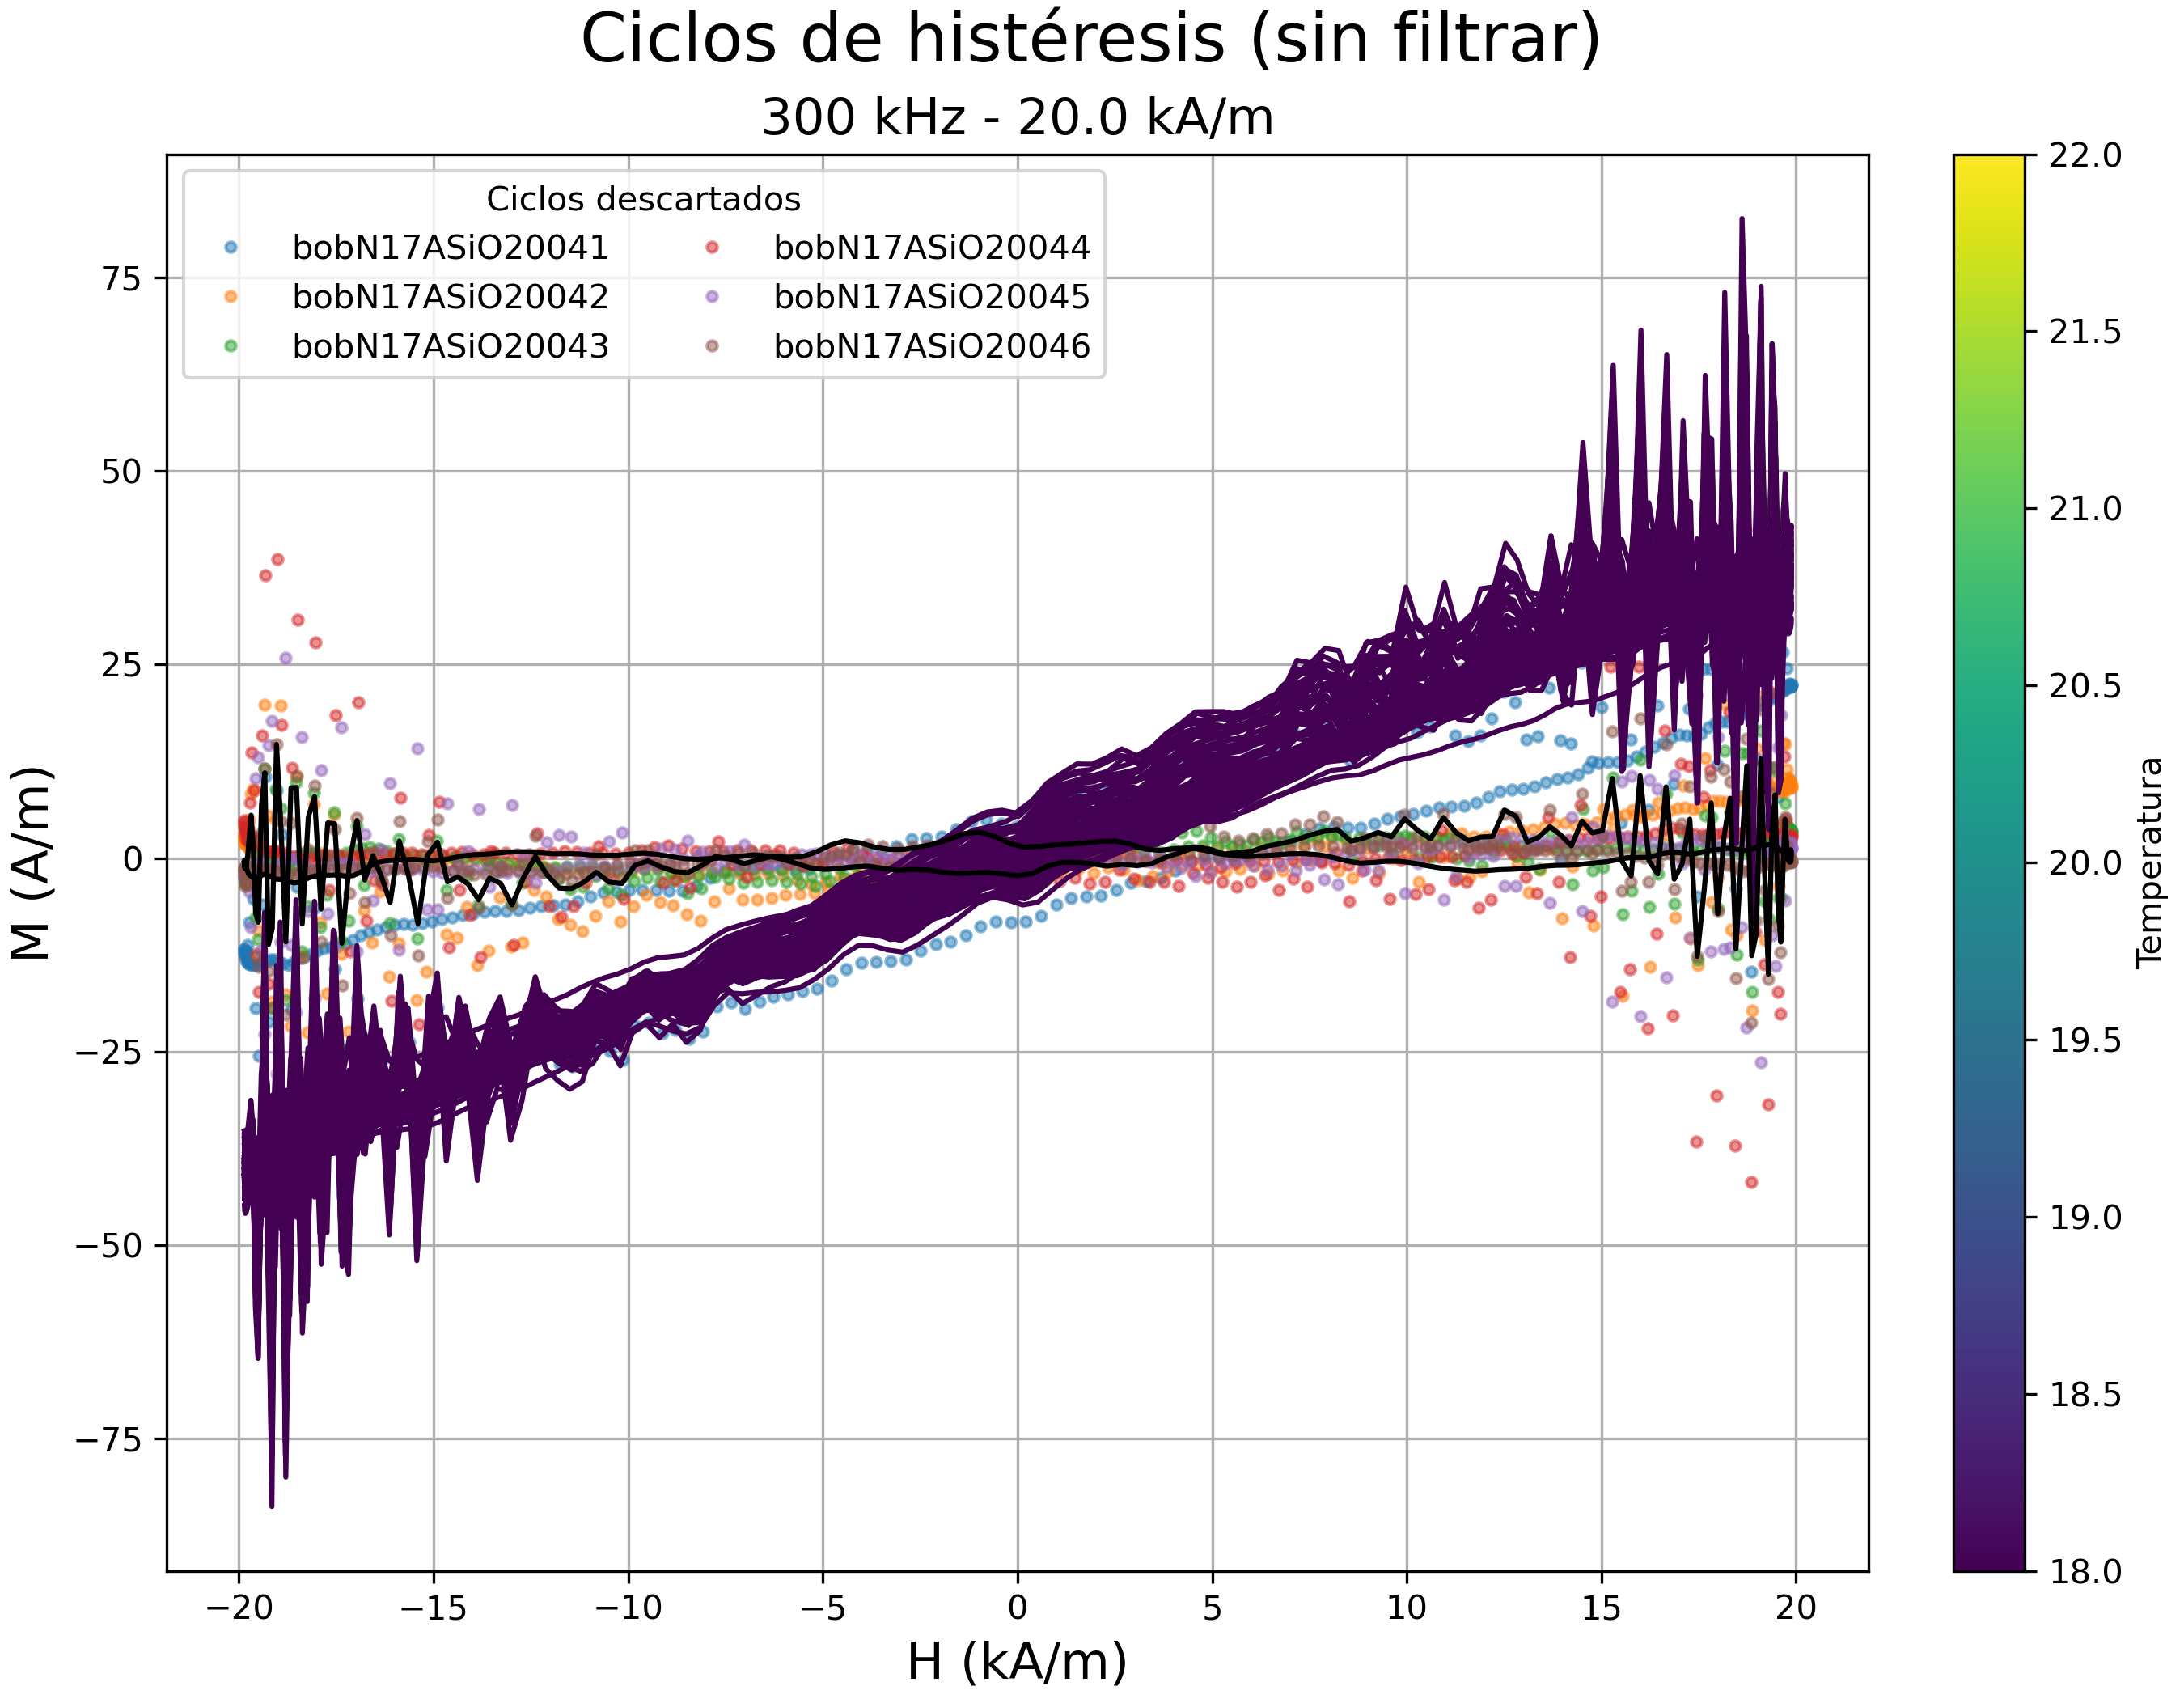 Ciclos de histéresis (sin filtrar)
300 kHz - 20.0 kA/m
Ciclos descartados
bobN17ASiO20041
bobN17ASiO20042
bobN17ASiO20043
bobN17ASiO20044
bobN17ASiO20045
bobN17ASiO20046
M (A/m)
75
50
25
0
−25
−50
−75
−20
−15
−10
−5
0
5
10
15
20
H (kA/m)
22.0
21.5
21.0
20.5
20.0
19.5
19.0
18.5
18.0
Temperatura